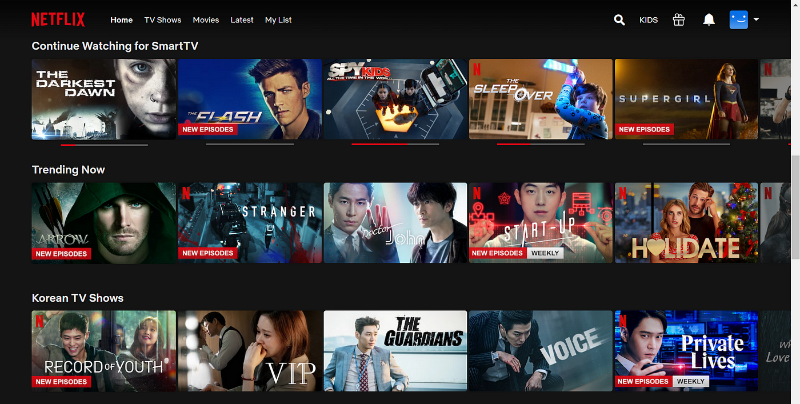 NETFLIX
Home TV Shows Movies Latest My List KIDS
Continue Watching for SmartTV
THE DARKEST DAWN
THE FLASH
NEW EPISODES
SPY KIDS
ALL THE TIME IN THE WORLD
N
THE SLEEPOVER
SUPERGIRL
NEW EPISODES
Trending Now
ARROW
NEW EPISODES
N
STRANGER
NEW EPISODES
Doctor John
N
START-UP
NEW EPISODES WEEKLY
HOLIDATE
N
Korean TV Shows
N
RECORD OF YOUTH
NEW EPISODES
VIP
THE GUARDIANS
VOICE
N
Private Lives
NEW EPISODES WEEKLY